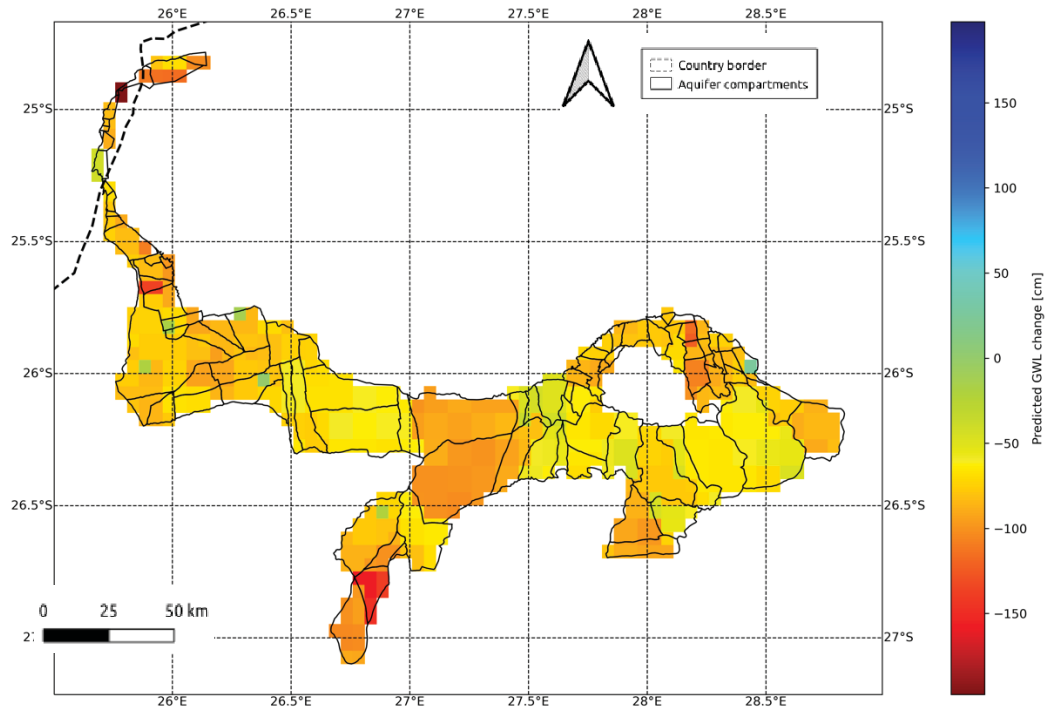 26°E 26.5°E 27°E 27.5°E 28°E 28.5°E
Country border
Aquifer compartments
25°S 25°S
25.5°S 25.5°S
26°S 26°S
26.5°S 26.5°S
0 25 50 km
27 27°S
26°E 26.5°E 27°E 27.5°E 28°E 28.5°E
150
100
50
0
−50
−100
−150
Predicted GWL change [cm]